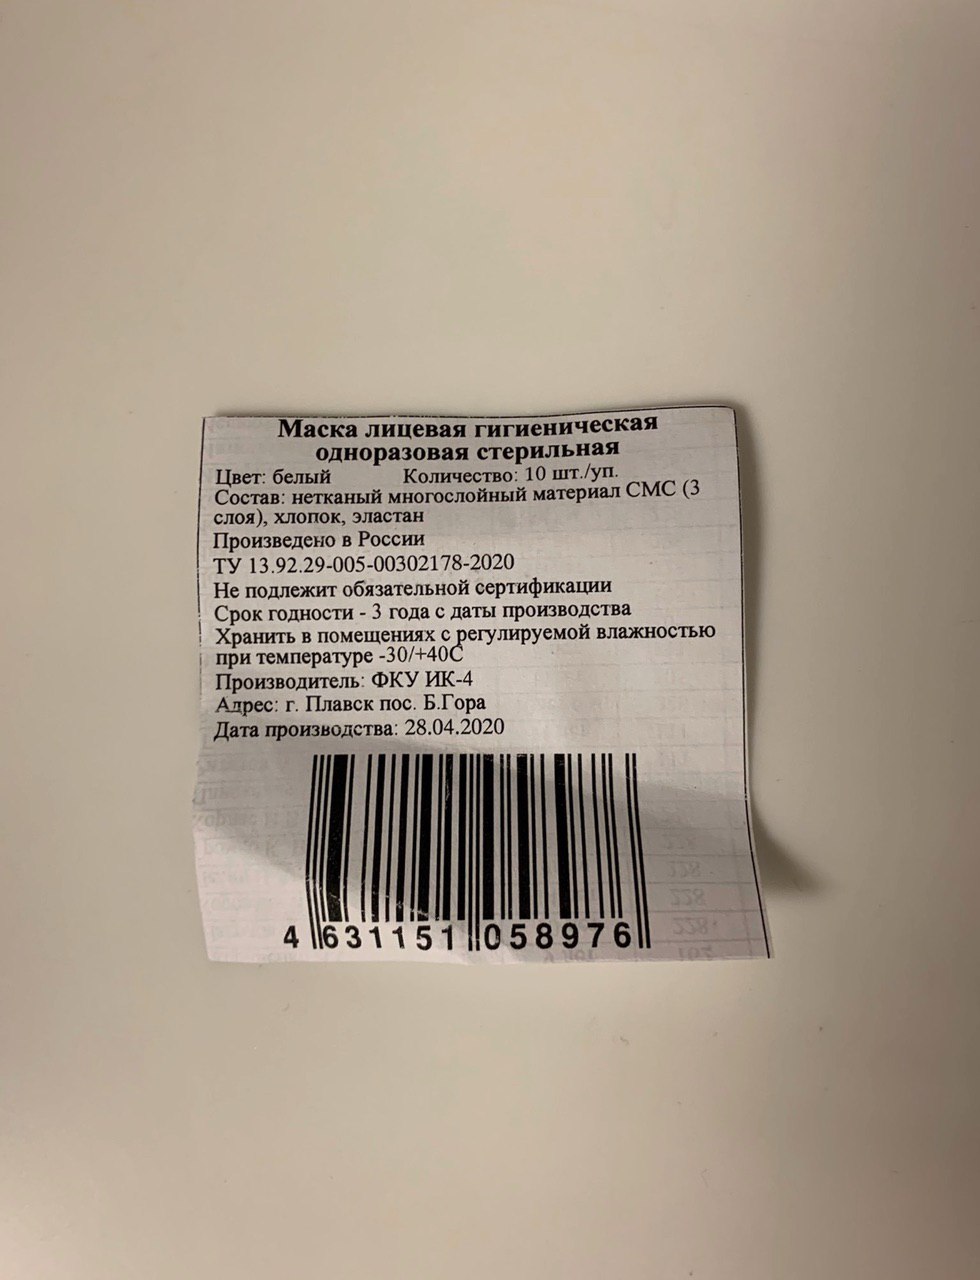 Маска лицевая гигиеническая
одноразовая стерильная
Цвет: белый Количество: 10 шт./уп.
Состав: нетканый многослойный материал СМС (3
слоя), хлопок, эластан
Произведено в России
ТУ 13.92.29-005-00302178-2020
Не подлежит обязательной сертификации
Срок годности - 3 года с даты производства
Хранить в помещениях с регулируемой влажностью
при температуре -30/+40С
Производитель: ФКУ ИК-4
Адрес: г. Плавск пос. Б.Гора
Дата производства: 28.04.2020
4 631151 058976